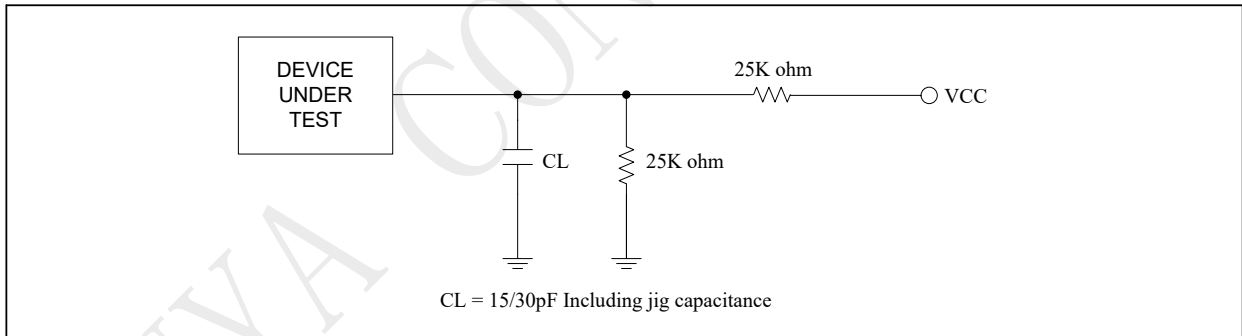 DEVICE
UNDER
TEST
25K ohm
VCC
CL
25K ohm
CL = 15/30pF Including jig capacitance